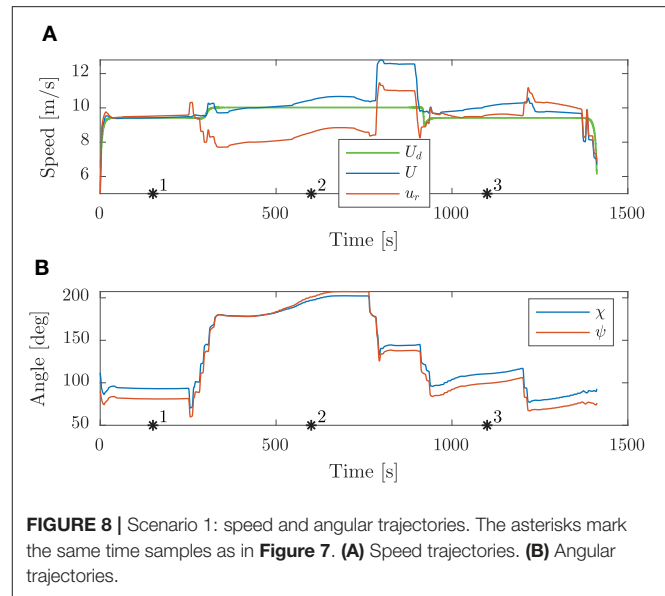 A
12
10
8
6
Speed [m/s]
U_d
U
u_r
1
2
3
0
500
1000
1500
Time [s]
B
200
150
100
50
Angle [deg]
χ
ψ
1
2
3
0
500
1000
1500
Time [s]
FIGURE 8 | Scenario 1: speed and angular trajectories. The asterisks mark
the same time samples as in Figure 7. (A) Speed trajectories. (B) Angular
trajectories.